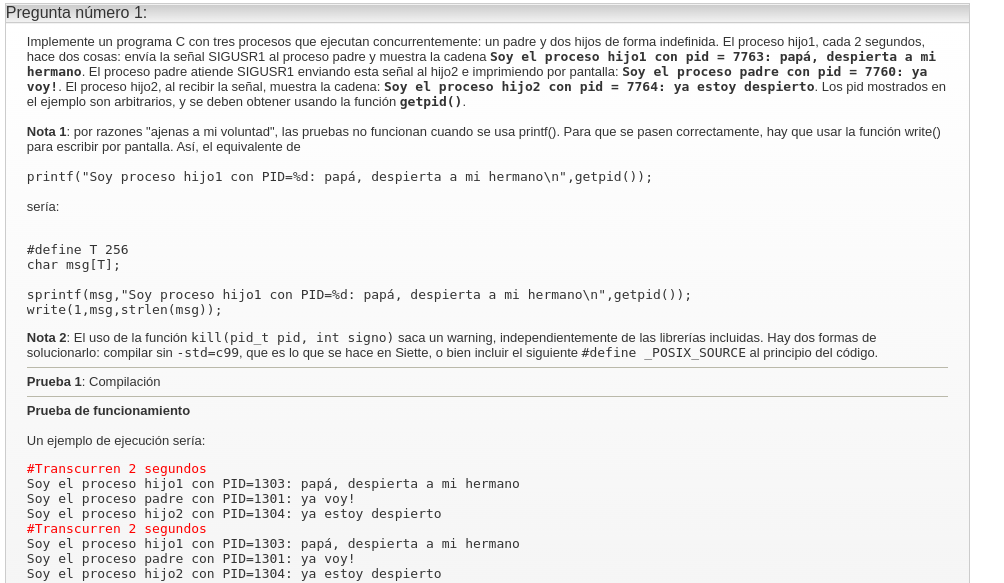 Pregunta número 1:
Implemente un programa C con tres procesos que ejecutan concurrentemente: un padre y dos hijos de forma indefinida. El proceso hijo1, cada 2 segundos,
hace dos cosas: envía la señal SIGUSR1 al proceso padre y muestra la cadena Soy el proceso hijo1 con pid = 7763: papá, despierta a mi
hermano. El proceso padre atiende SIGUSR1 enviando esta señal al hijo2 e imprimiendo por pantalla: Soy el proceso padre con pid = 7760: ya
voy!. El proceso hijo2, al recibir la señal, muestra la cadena: Soy el proceso hijo2 con pid = 7764: ya estoy despierto. Los pid mostrados en
el ejemplo son arbitrarios, y se deben obtener usando la función getpid().
Nota 1: por razones "ajenas a mi voluntad", las pruebas no funcionan cuando se usa printf(). Para que se pasen correctamente, hay que usar la función write()
para escribir por pantalla. Así, el equivalente de
printf("Soy proceso hijo1 con PID=%d: papá, despierta a mi hermano\n",getpid());
sería:
#define T 256
char msg[T];
sprintf(msg,"Soy proceso hijo1 con PID=%d: papá, despierta a mi hermano\n",getpid());
write(1,msg,strlen(msg));
Nota 2: El uso de la función kill(pid_t pid, int signo) saca un warning, independientemente de las librerías incluidas. Hay dos formas de
solucionarlo: compilar sin -std=c99, que es lo que se hace en Siette, o bien incluir el siguiente #define _POSIX_SOURCE al principio del código.
Prueba 1: Compilación
Prueba de funcionamiento
Un ejemplo de ejecución sería:
#Transcurren 2 segundos
Soy el proceso hijo1 con PID=1303: papá, despierta a mi hermano
Soy el proceso padre con PID=1301: ya voy!
Soy el proceso hijo2 con PID=1304: ya estoy despierto
#Transcurren 2 segundos
Soy el proceso hijo1 con PID=1303: papá, despierta a mi hermano
Soy el proceso padre con PID=1301: ya voy!
Soy el proceso hijo2 con PID=1304: ya estoy despierto